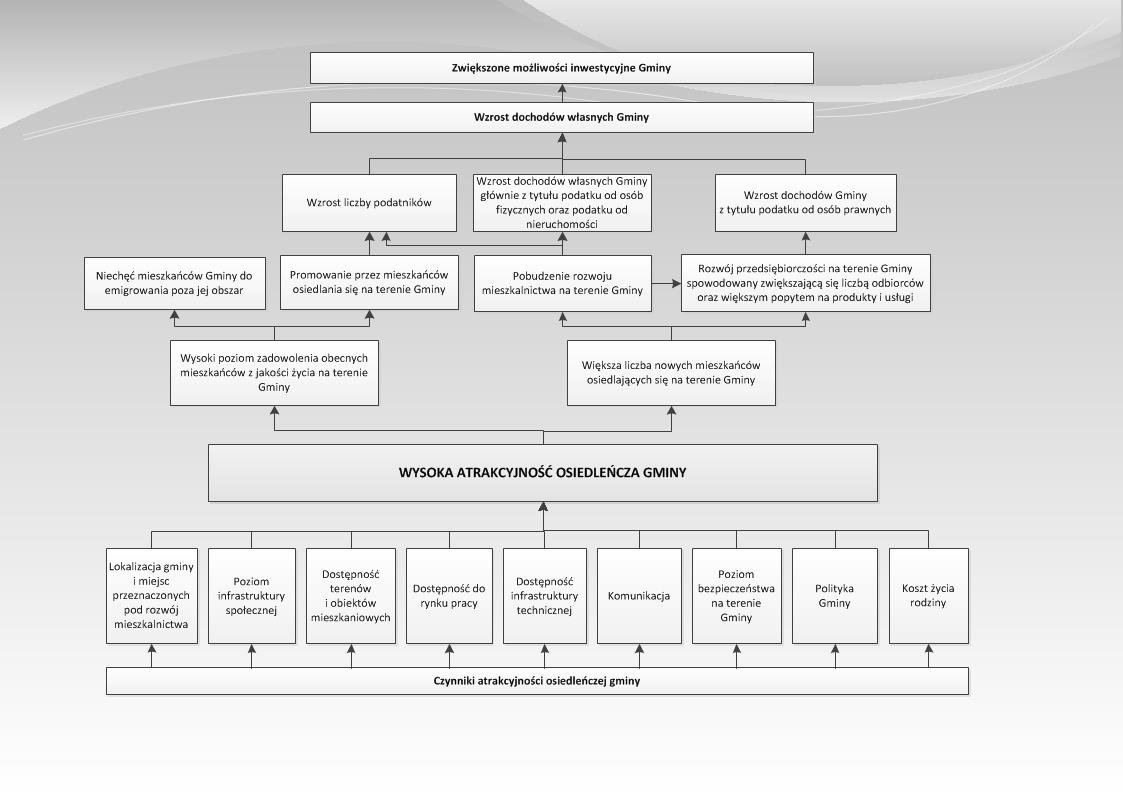 Zwiększone możliwości inwestycyjne Gminy
Wzrost dochodów własnych Gminy
Wzrost liczby podatników
Wzrost dochodów własnych Gminy
głównie z tytułu podatku od osób
fizycznych oraz podatku od
nieruchomości
Wzrost dochodów Gminy
z tytułu podatku od osób prawnych
Niechęć mieszkańców Gminy do
emigrowania poza jej obszar
Promowanie przez mieszkańców
osiedlania się na terenie Gminy
Pobudzenie rozwoju
mieszkalnictwa na terenie Gminy
Rozwój przedsiębiorczości na terenie Gminy
spowodowany zwiększającą się liczbą odbiorców
oraz większym popytem na produkty i usługi
Wysoki poziom zadowolenia obecnych
mieszkańców z jakości życia na terenie
Gminy
Większa liczba nowych mieszkańców
osiedlających się na terenie Gminy
WYSOKA ATRAKCYJNOŚĆ OSIEDLEŃCZA GMINY
Lokalizacja gminy
i miejsc
przeznaczonych
pod rozwój
mieszkalnictwa
Poziom
infrastruktury
społecznej
Dostępność
terenów
i obiektów
mieszkaniowych
Dostępność do
rynku pracy
Dostępność
infrastruktury
technicznej
Komunikacja
Poziom
bezpieczeństwa
na terenie
Gminy
Polityka
Gminy
Koszt życia
rodziny
Czynniki atrakcyjności osiedleńczej gminy